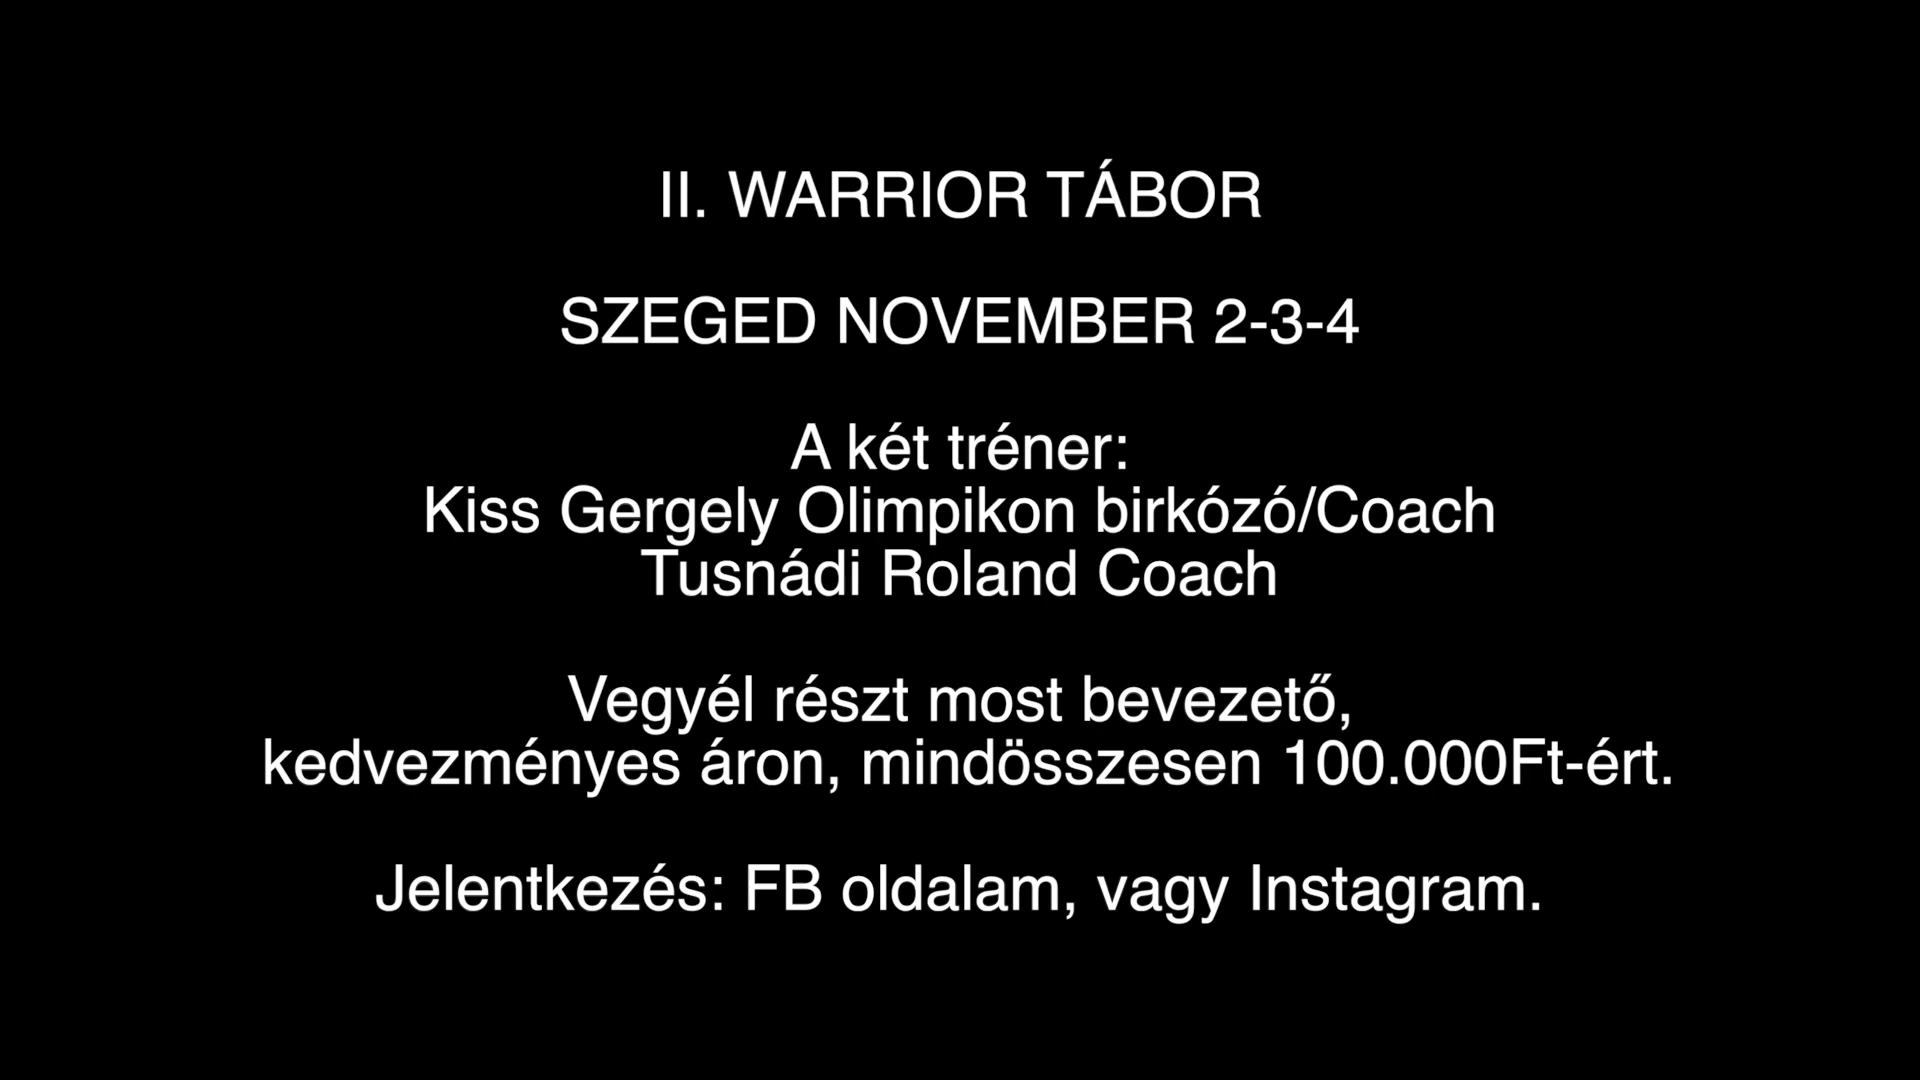 II. WARRIOR TÁBOR
SZEGED NOVEMBER 2-3-4
A két tréner:
Kiss Gergely Olimpikon birkózó/Coach
Tusnádi Roland Coach
Vegyél részt most bevezető,
kedvezményes áron, mindösszesen 100.000Ft-ért.
Jelentkezés: FB oldalam, vagy Instagram.